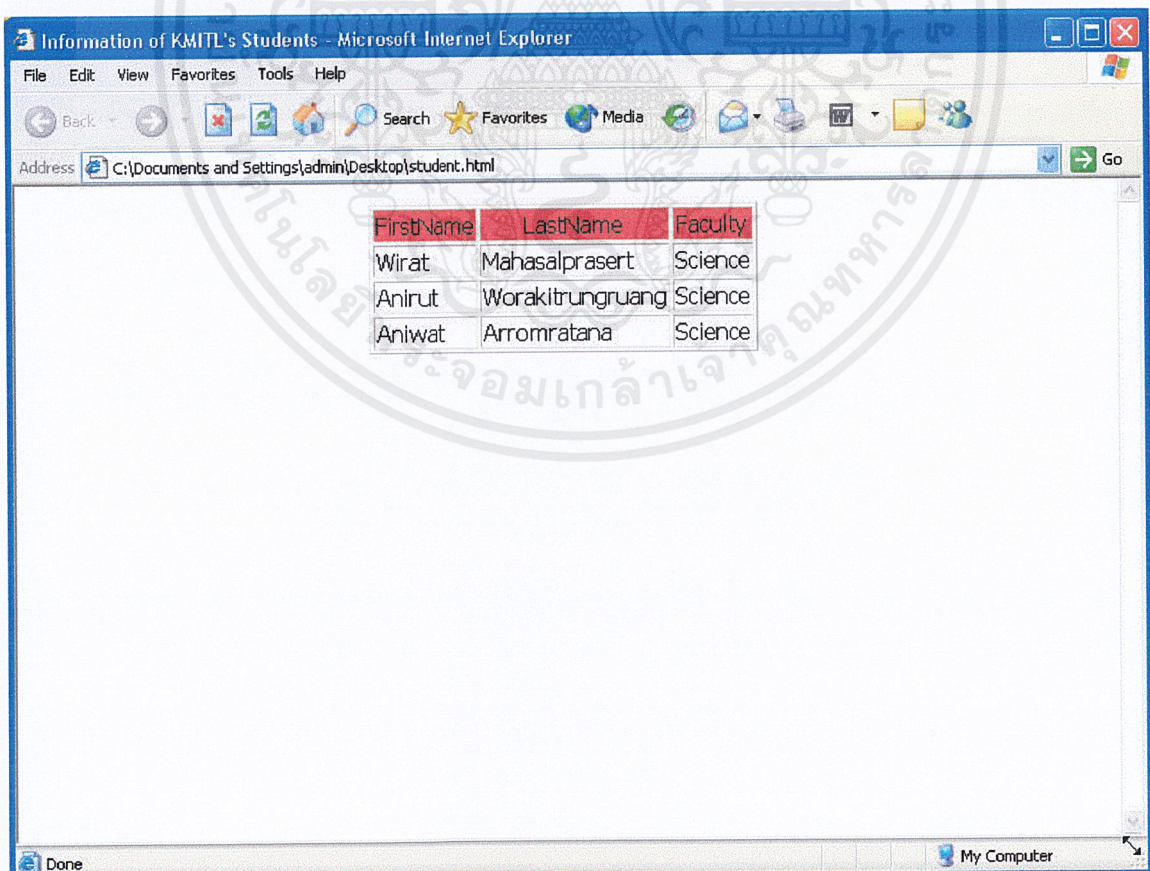 Information of KMITL's Students - Microsoft Internet Explorer
File Edit View Favorites Tools Help
Back Search Favorites Media
Address C:\Documents and Settings\admin\Desktop\student.html Go
FirstName LastName Faculty
Wirat Mahasalprasert Science
Anirut Worakitrungruang Science
Aniwat Arromratana Science
Done My Computer